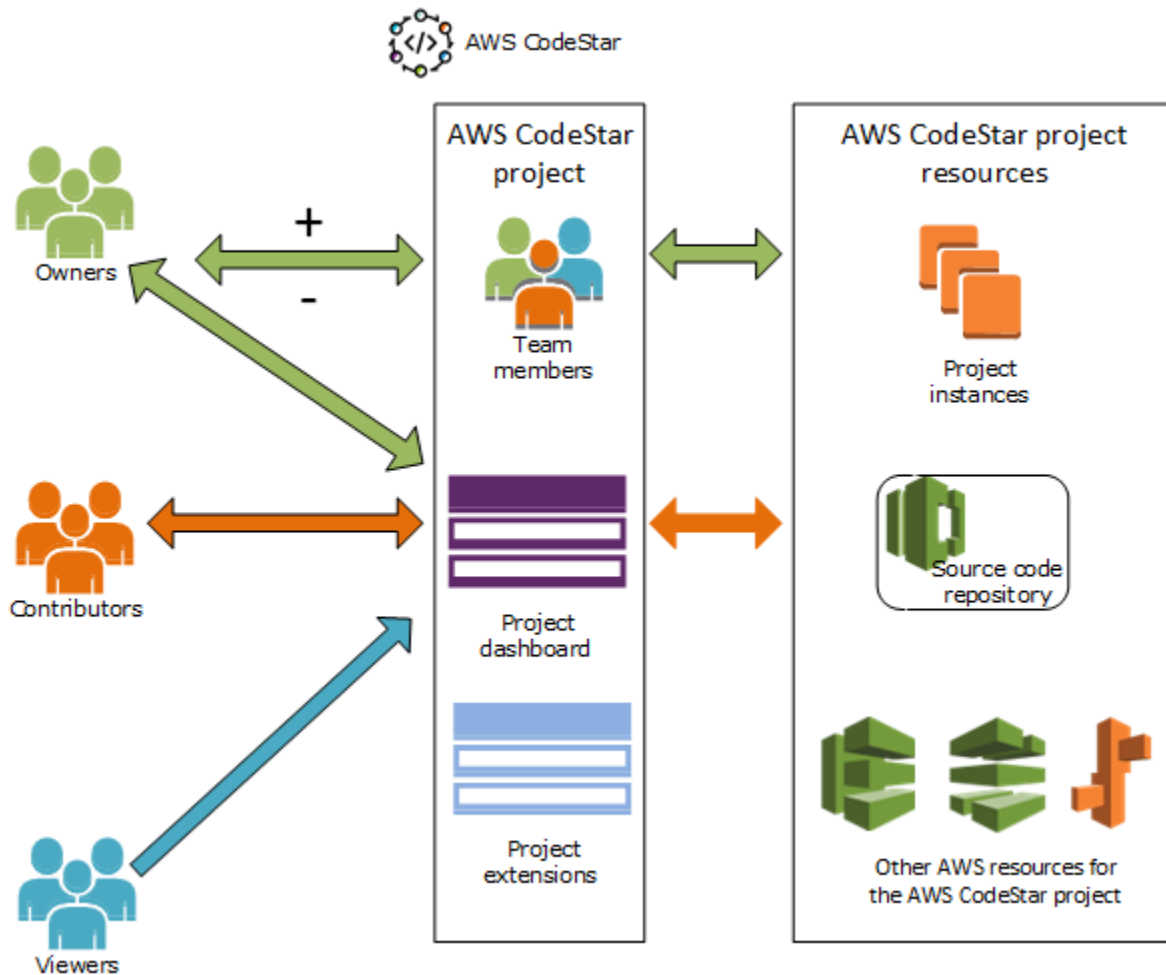 </>
AWS CodeStar
AWS CodeStar
project
AWS CodeStar project
resources
+
-
Owners
Team
members
Project
instances
Contributors
Project
dashboard
Source code
repository
Project
extensions
Other AWS resources for
the AWS CodeStar project
Viewers